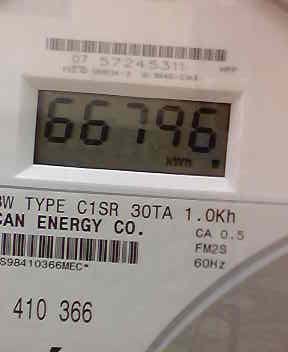 07 57245311
66796
kWh
W TYPE C1SR 30TA 1.0Kh
CAN ENERGY CO.
CA 0.5
FM2S
60Hz
S98410366MEC*
410 366